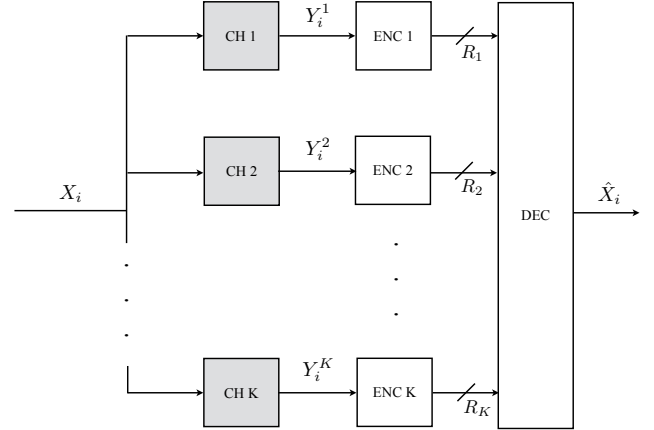 CH 1 Y_i^1 ENC 1 R_1
CH 2 Y_i^2 ENC 2 R_2
X_i DEC X̂_i
CH K Y_i^K ENC K R_K